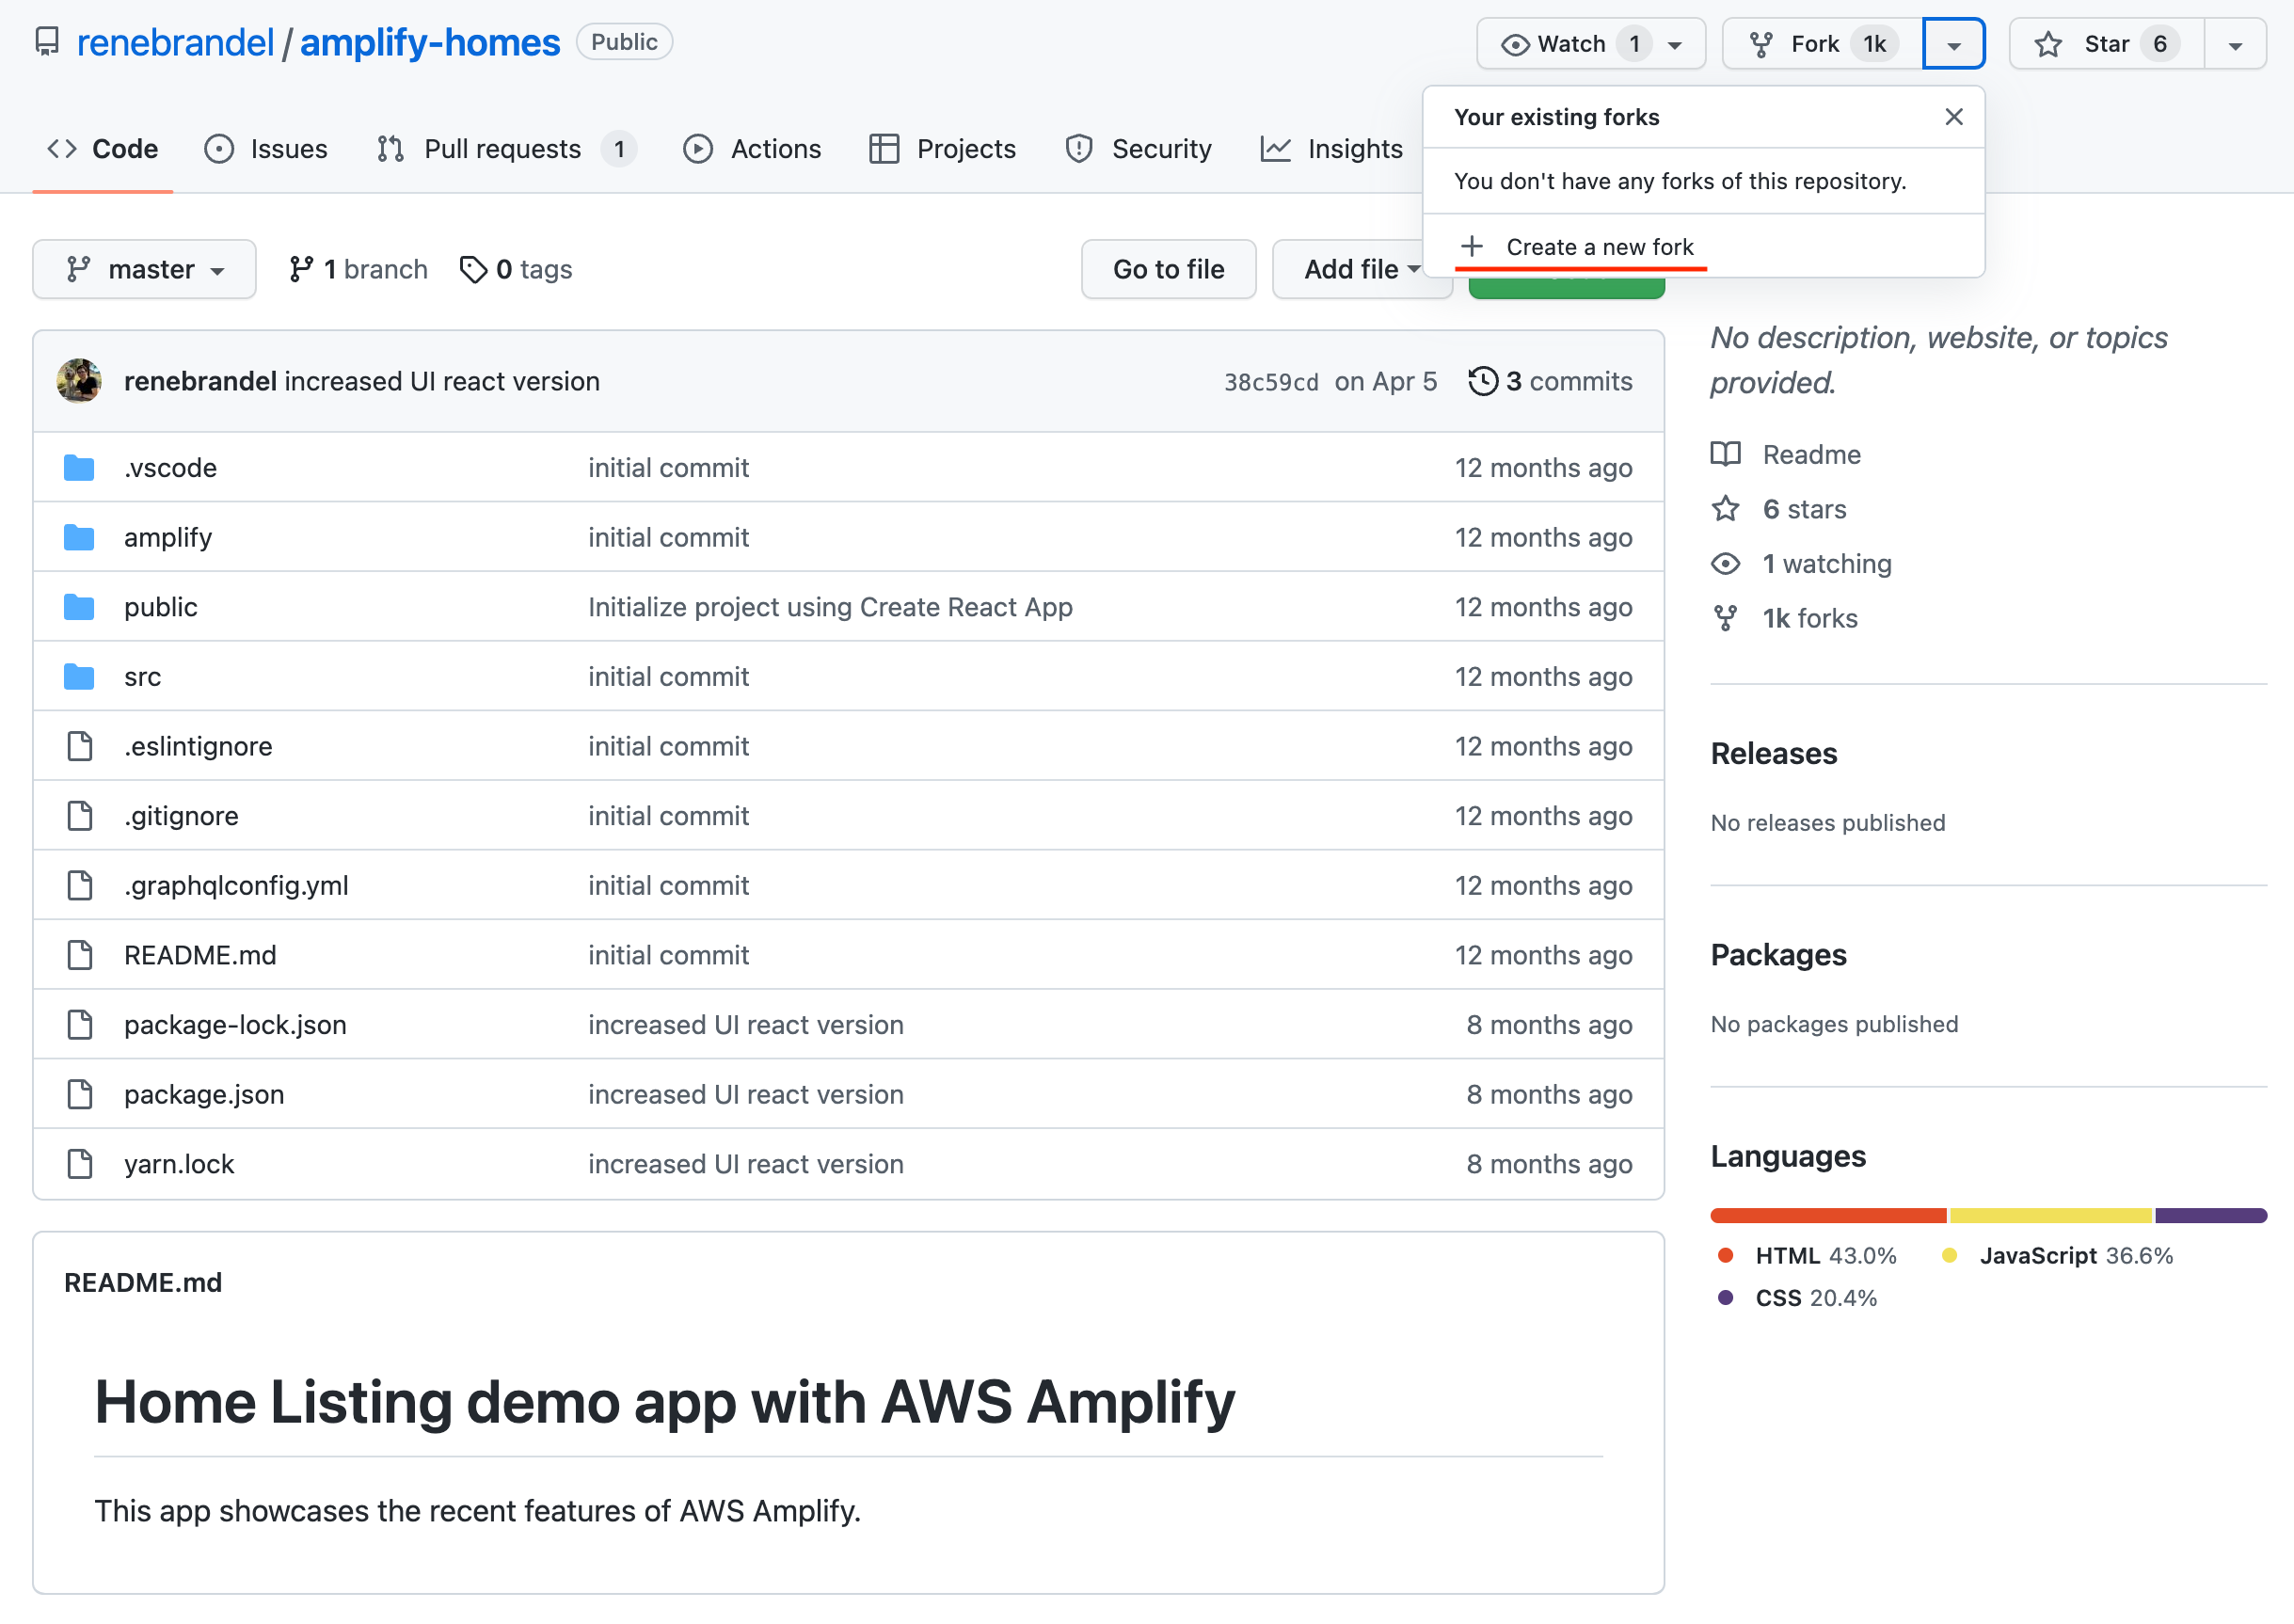 renebrandel / amplify-homes Public
Watch 1 Fork 1k Star 6
Code Issues Pull requests 1 Actions Projects Security Insights
Your existing forks
You don't have any forks of this repository.
Create a new fork
master 1 branch 0 tags Go to file Add file
renebrandel increased UI react version 38c59cd on Apr 5 3 commits
.vscode initial commit 12 months ago
amplify initial commit 12 months ago
public Initialize project using Create React App 12 months ago
src initial commit 12 months ago
.eslintignore initial commit 12 months ago
.gitignore initial commit 12 months ago
.graphqlconfig.yml initial commit 12 months ago
README.md initial commit 12 months ago
package-lock.json increased UI react version 8 months ago
package.json increased UI react version 8 months ago
yarn.lock increased UI react version 8 months ago
README.md
Home Listing demo app with AWS Amplify
This app showcases the recent features of AWS Amplify.
No description, website, or topics
provided.
Readme
6 stars
1 watching
1k forks
Releases
No releases published
Packages
No packages published
Languages
HTML 43.0% JavaScript 36.6%
CSS 20.4%